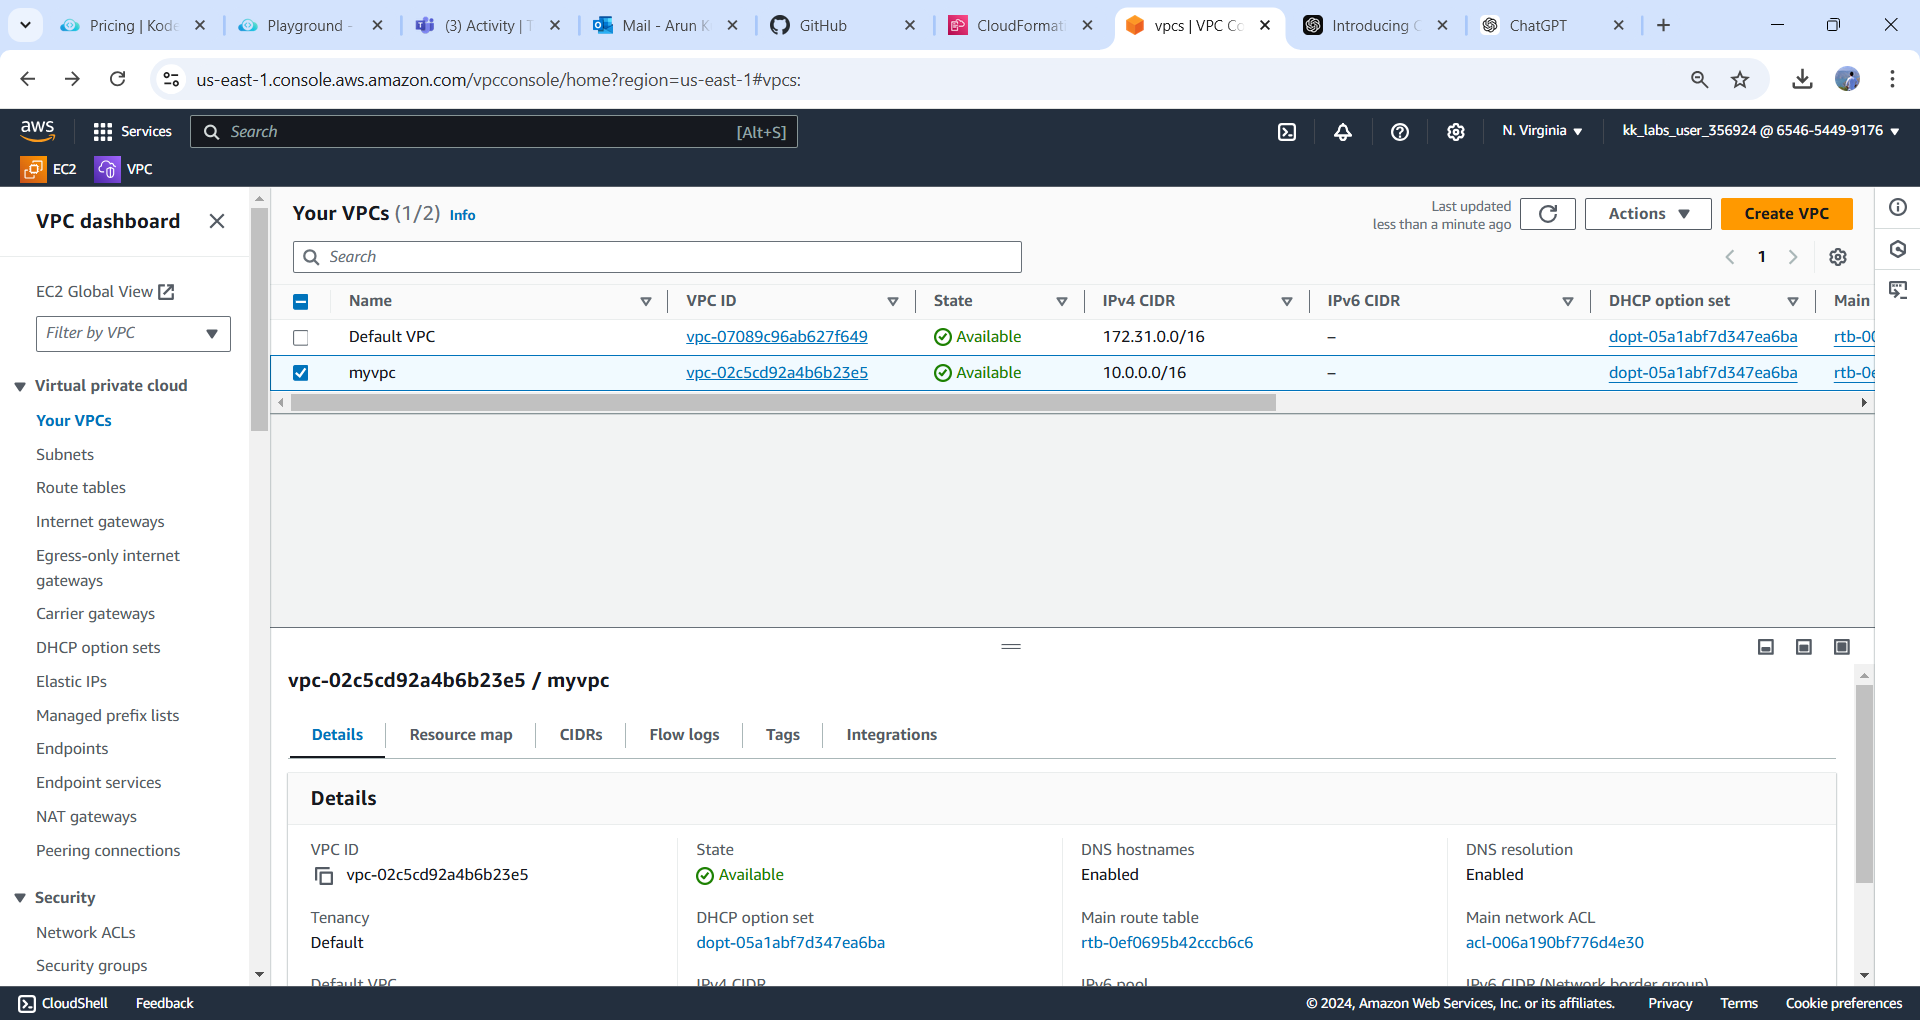 Pricing | Kode
Playground -
(3) Activity | T
Mail - Arun K
GitHub
CloudFormati
vpcs | VPC Co
Introducing C
ChatGPT
us-east-1.console.aws.amazon.com/vpcconsole/home?region=us-east-1#vpcs:
aws
Services
Search
[Alt+S]
N. Virginia
kk_labs_user_356924 @ 6546-5449-9176
EC2
VPC
VPC dashboard
EC2 Global View
Filter by VPC
Virtual private cloud
Your VPCs
Subnets
Route tables
Internet gateways
Egress-only internet
gateways
Carrier gateways
DHCP option sets
Elastic IPs
Managed prefix lists
Endpoints
Endpoint services
NAT gateways
Peering connections
Security
Network ACLs
Security groups
Your VPCs (1/2) Info
Last updated
less than a minute ago
Actions
Create VPC
Search
1
Name VPC ID State IPv4 CIDR IPv6 CIDR DHCP option set Main
Default VPC vpc-07089c96ab627f649 Available 172.31.0.0/16 – dopt-05a1abf7d347ea6ba rtb-00
myvpc vpc-02c5cd92a4b6b23e5 Available 10.0.0.0/16 – dopt-05a1abf7d347ea6ba rtb-0e
vpc-02c5cd92a4b6b23e5 / myvpc
Details Resource map CIDRs Flow logs Tags Integrations
Details
VPC ID
vpc-02c5cd92a4b6b23e5
State
Available
DNS hostnames
Enabled
DNS resolution
Enabled
Tenancy
Default
DHCP option set
dopt-05a1abf7d347ea6ba
Main route table
rtb-0ef0695b42cccb6c6
Main network ACL
acl-006a190bf776d4e30
Default VPC
IPv4 CIDR
IPv6 pool
IPv6 CIDR (Network border group)
CloudShell Feedback
© 2024, Amazon Web Services, Inc. or its affiliates. Privacy Terms Cookie preferences